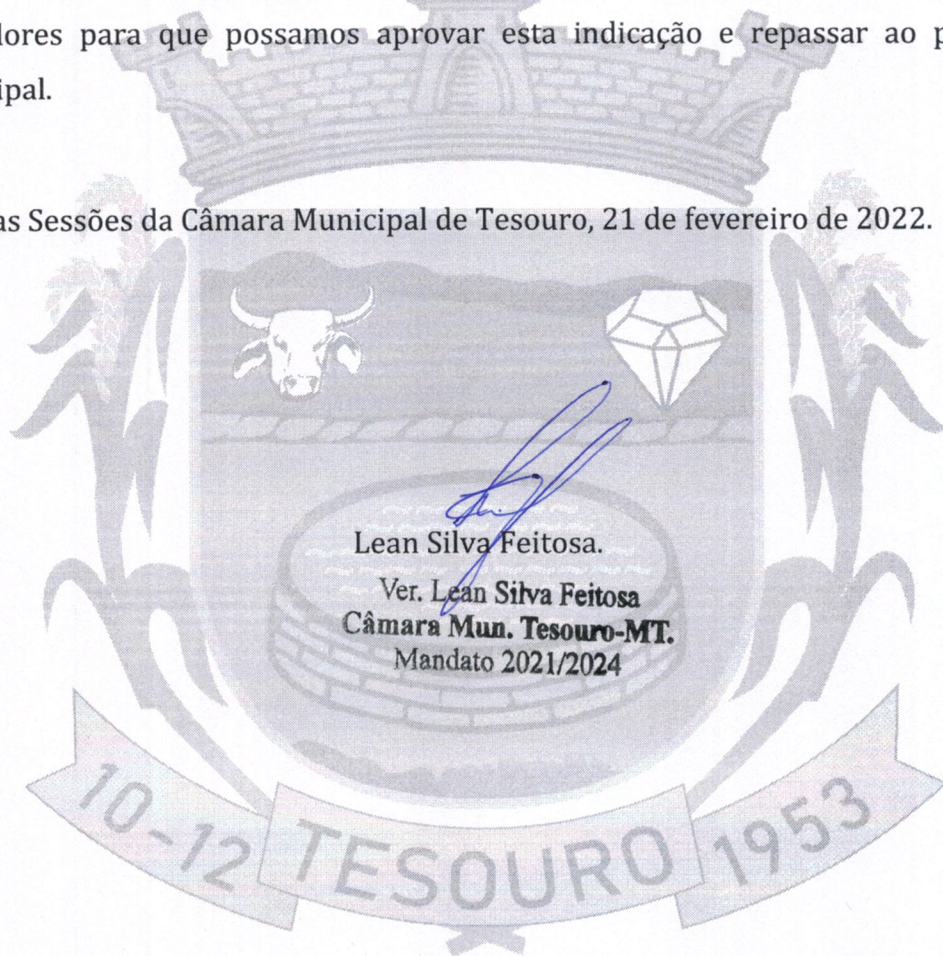 lores para que possamos aprovar esta indicação e repassar ao p
ipal.
as Sessões da Câmara Municipal de Tesouro, 21 de fevereiro de 2022.
Lean Silva Feitosa.
Ver. Lean Silva Feitosa
Câmara Mun. Tesouro-MT.
Mandato 2021/2024
10-12 TESOURO 1953